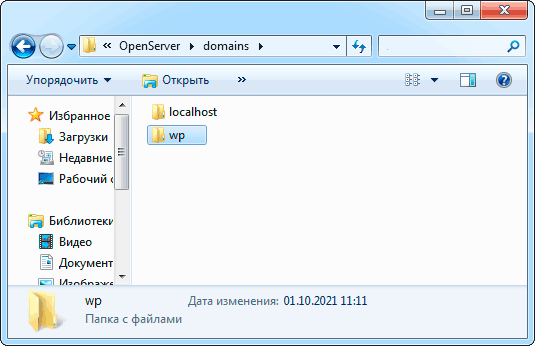 « OpenServer domains
Упорядочить Открыть »
Избранное
Загрузки
Недавние
Рабочий с
Библиотеки
Видео
Документ
Изображе
localhost
wp
wp Дата изменения: 01.10.2021 11:11
Папка с файлами